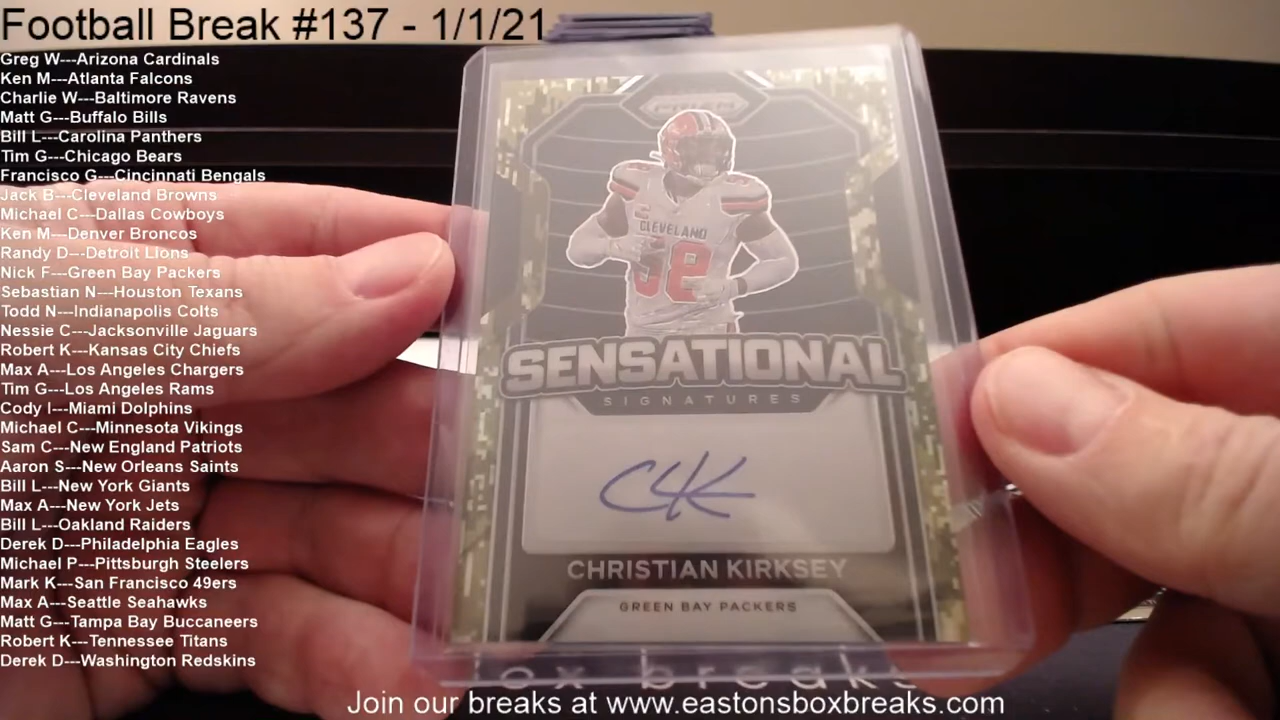 Football Break #137 - 1/1/21
Greg W---Arizona Cardinals
Ken M---Atlanta Falcons
Charlie W---Baltimore Ravens
Matt G---Buffalo Bills
Bill L---Carolina Panthers
Tim G---Chicago Bears
Francisco G---Cincinnati Bengals
Jack B---Cleveland Browns
Michael C---Dallas Cowboys
Ken M---Denver Broncos
Randy D---Detroit Lions
Nick F---Green Bay Packers
Sebastian N---Houston Texans
Todd N---Indianapolis Colts
Nessie C---Jacksonville Jaguars
Robert K---Kansas City Chiefs
Max A---Los Angeles Chargers
Tim G---Los Angeles Rams
Cody I---Miami Dolphins
Michael C---Minnesota Vikings
Sam C---New England Patriots
Aaron S---New Orleans Saints
Bill L---New York Giants
Max A---New York Jets
Bill L---Oakland Raiders
Derek D---Philadelphia Eagles
Michael P---Pittsburgh Steelers
Mark K---San Francisco 49ers
Max A---Seattle Seahawks
Matt G---Tampa Bay Buccaneers
Robert K---Tennessee Titans
Derek D---Washington Redskins
PRIZM
CLEVELAND
58
SENSATIONAL
SIGNATURES
CHRISTIAN KIRKSEY
GREEN BAY PACKERS
box breaks
Join our breaks at www.eastonsboxbreaks.com